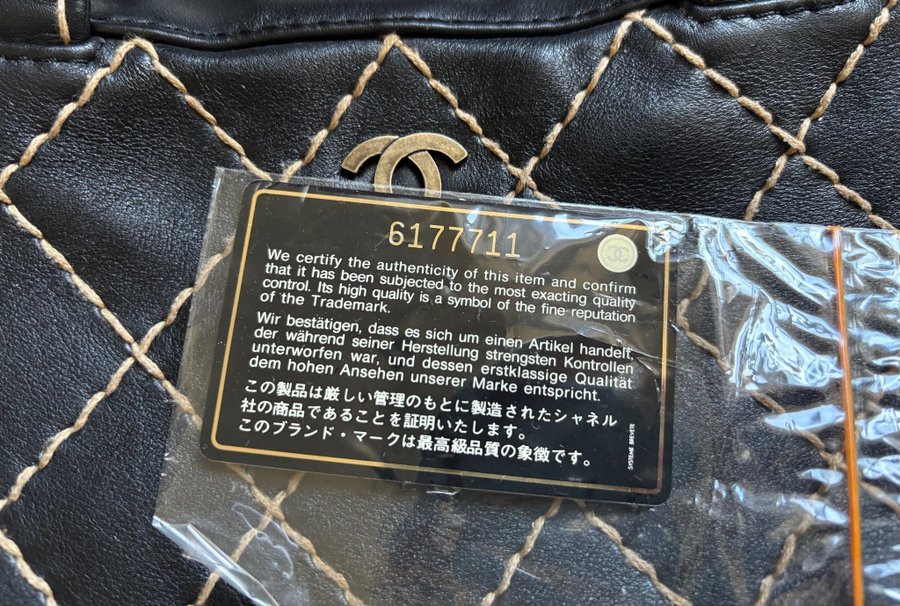 6177711
We certify the authenticity of this item and confirm
that it has been subjected to the most exacting quality
control. Its high quality is a symbol of the fine reputation
of the Trademark.
Wir bestätigen, dass es sich um einen Artikel handelt,
der während seiner Herstellung strengsten Kontrollen
unterworfen war, und dessen erstklassige Qualität
dem hohen Ansehen unserer Marke entspricht.
この製品は厳しい管理のもとに製造されたシャネル
社の商品であることを証明いたします。
このブランド・マークは最高級品質の象徴です。
SYSTEME BREVETE